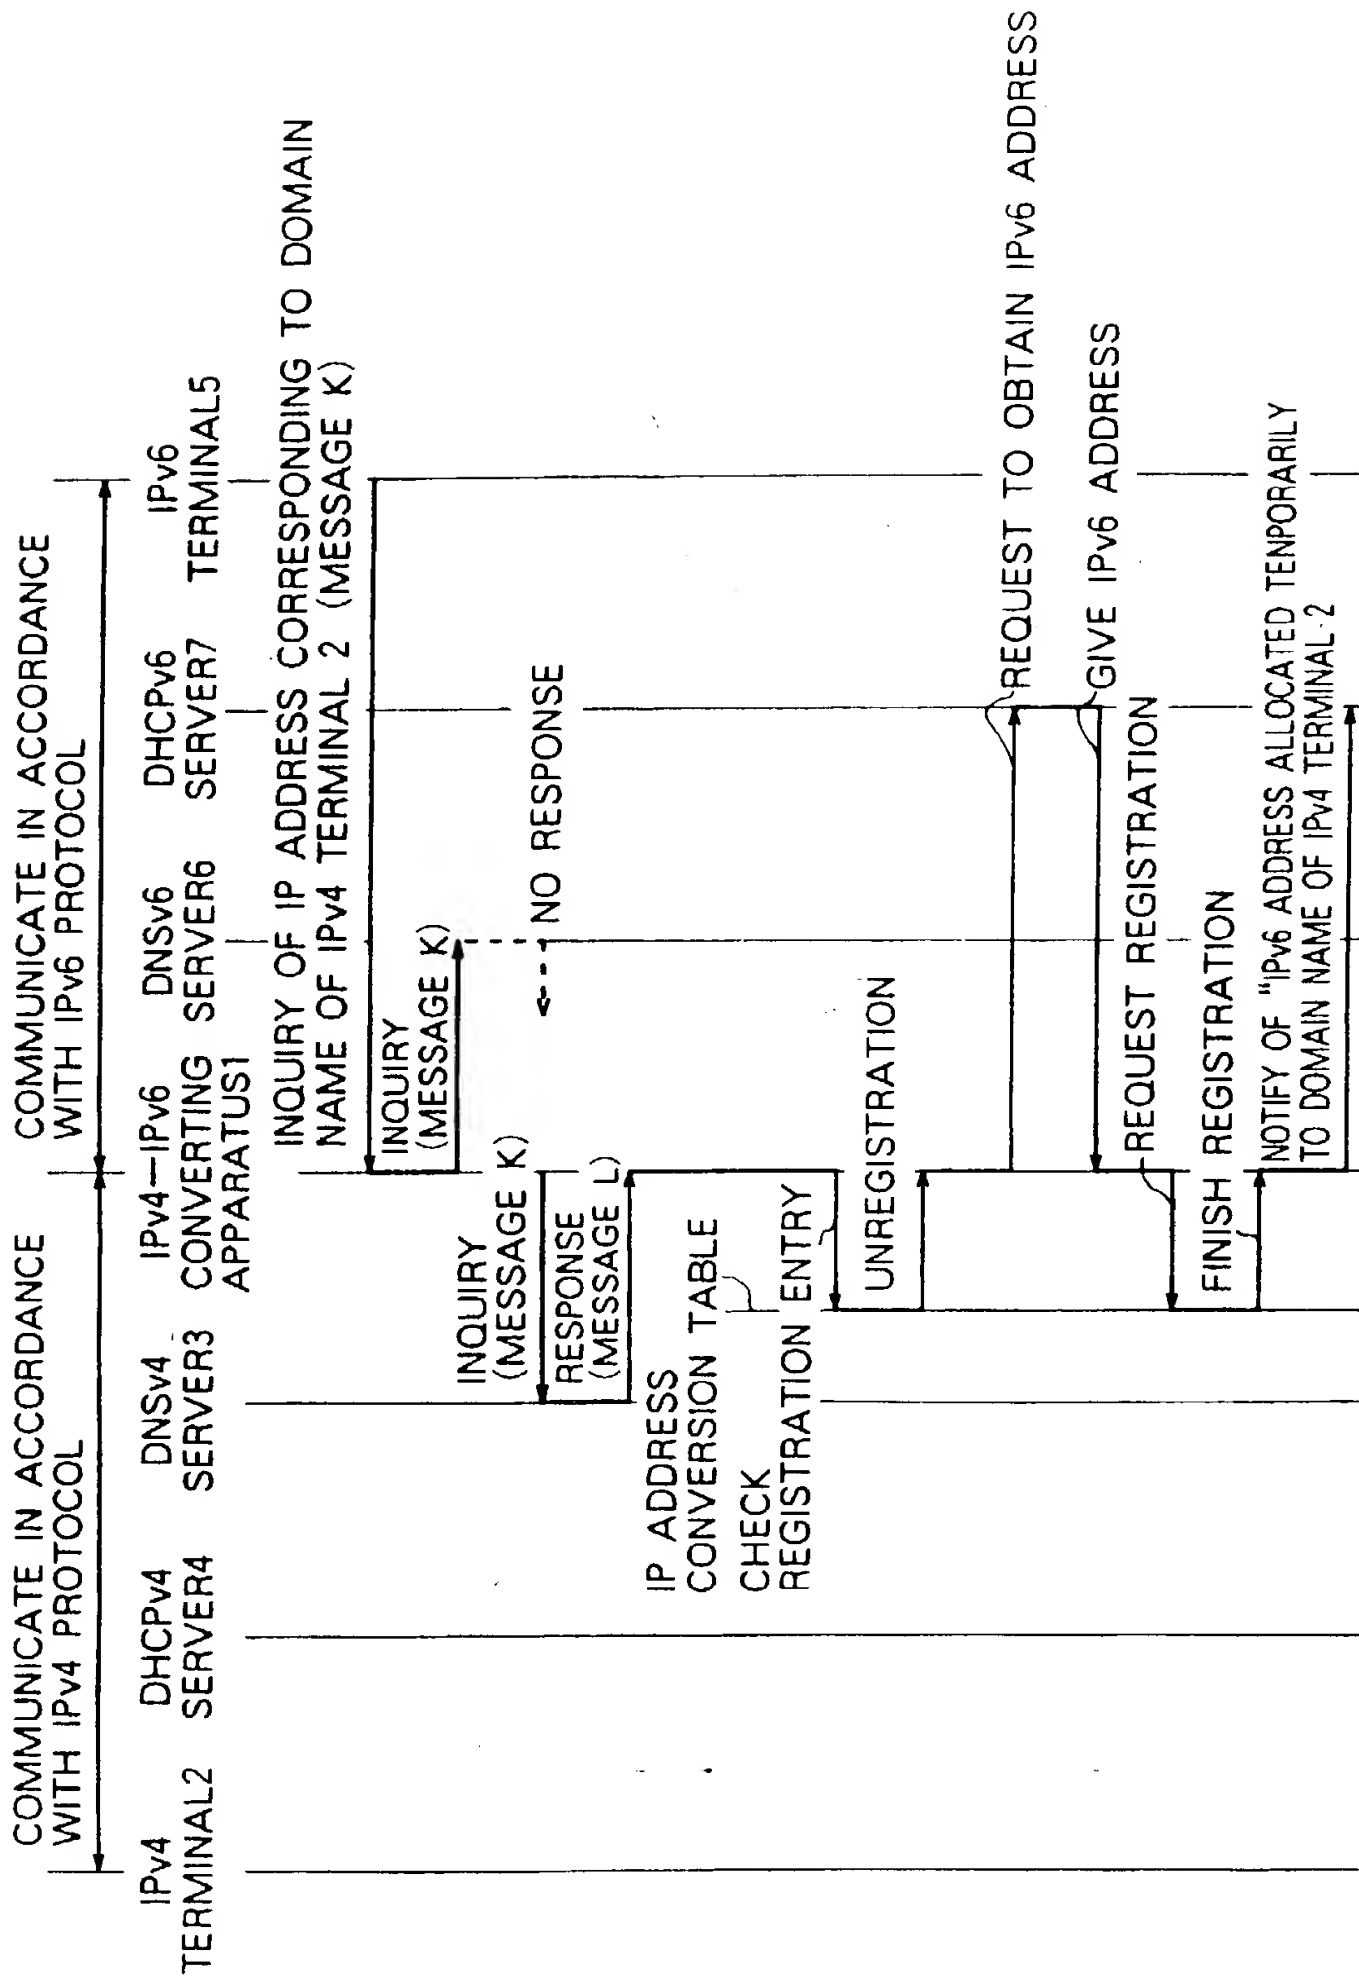 COMMUNICATE IN ACCORDANCE
WITH IPv4 PROTOCOL
COMMUNICATE IN ACCORDANCE
WITH IPv6 PROTOCOL
IPv4
TERMINAL2
DHCPv4
SERVER4
DNSv4
SERVER3
IPv4—IPv6
CONVERTING
APPARATUS1
DNSv6
SERVER6
DHCPv6
SERVER7
IPv6
TERMINAL5
INQUIRY OF IP ADDRESS CORRESPONDING TO DOMAIN
NAME OF IPv4 TERMINAL 2 (MESSAGE K)
INQUIRY
(MESSAGE K)
INQUIRY
(MESSAGE K)
NO RESPONSE
RESPONSE
(MESSAGE L)
IP ADDRESS
CONVERSION TABLE
CHECK
REGISTRATION ENTRY
UNREGISTRATION
REQUEST TO OBTAIN IPv6 ADDRESS
GIVE IPv6 ADDRESS
REQUEST REGISTRATION
FINISH REGISTRATION
NOTIFY OF "IPv6 ADDRESS ALLOCATED TENPORARILY
TO DOMAIN NAME OF IPv4 TERMINAL 2